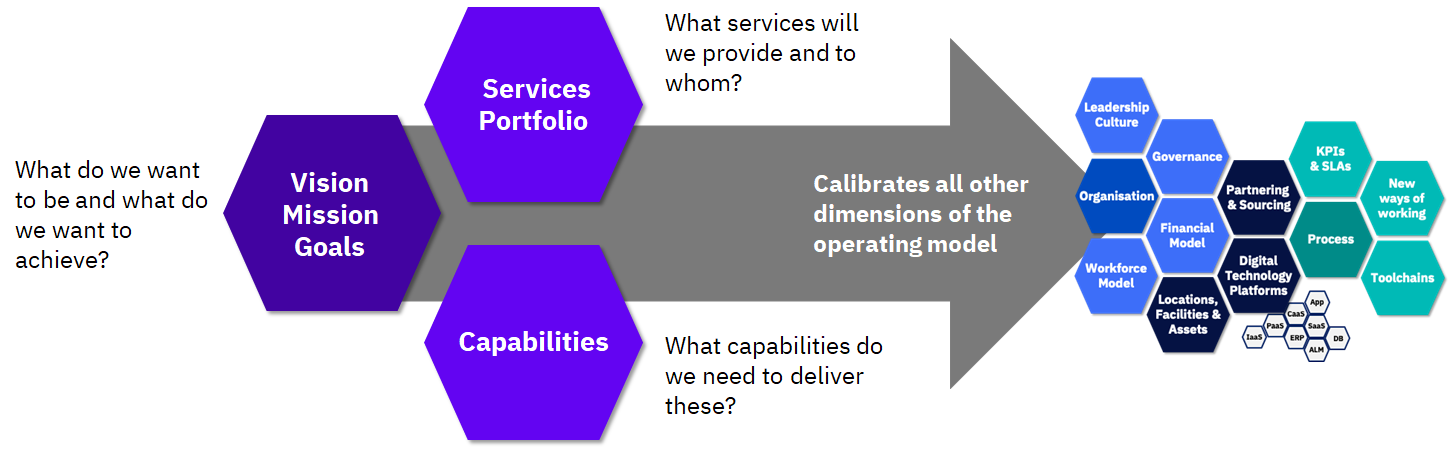 What do we want
to be and what do
we want to
achieve?
Vision
Mission
Goals
Services
Portfolio
What services will
we provide and to
whom?
Capabilities
What capabilities do
we need to deliver
these?
Calibrates all other
dimensions of the
operating model
Leadership
Culture
Organisation
Workforce
Model
Governance
Financial
Model
Locations,
Facilities &
Assets
Partnering
& Sourcing
Digital
Technology
Platforms
KPIs
& SLAs
Process
New
ways of
working
Toolchains
App
CaaS
PaaS
SaaS
IaaS
ERP
DB
ALM